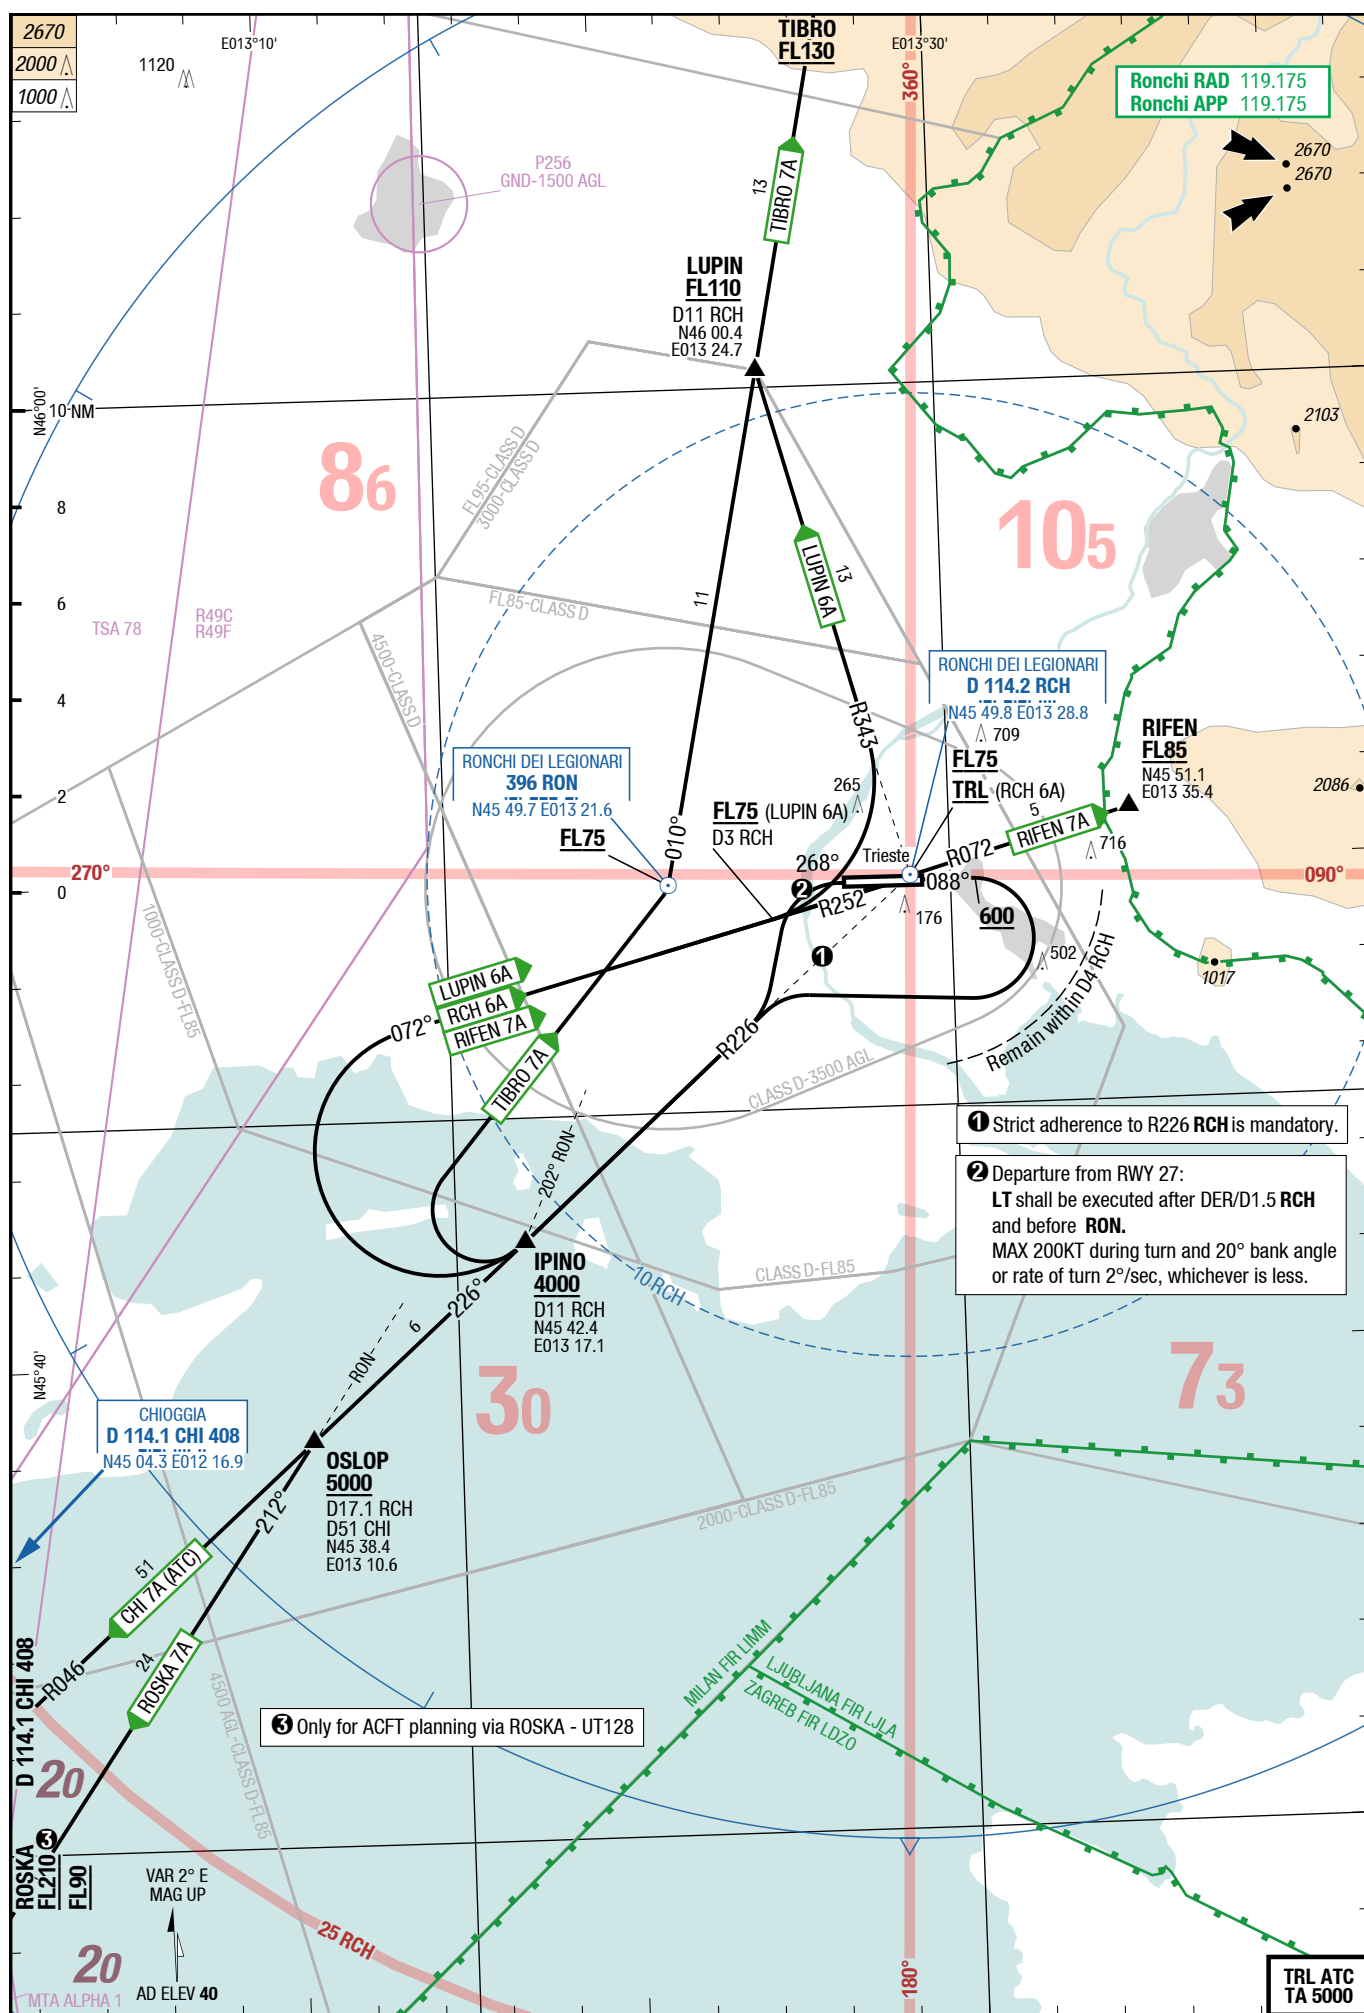 2670
2000
1000
1120
E013°10'
TIBRO
FL130
E013°30'
360°
Ronchi RAD 119.175
Ronchi APP 119.175
2670
2670
P256
GND-1500 AGL
13
TIBRO 7A
LUPIN
FL110
D11 RCH
N46 00.4
E013 24.7
N46°00'
10 NM
8
6
4
2
0
86
FL95-CLASS D
3000-CLASS D
105
2103
LUPIN 6A
13
11
FL85-CLASS D
TSA 78
R49C
R49F
4500-CLASS D
RONCHI DEI LEGIONARI
D 114.2 RCH
N45 49.8 E013 28.8
R343
709
RIFEN
FL85
N45 51.1
E013 35.4
RONCHI DEI LEGIONARI
396 RON
N45 49.7 E013 21.6
FL75
TRL (RCH 6A)
265
2086
FL75 (LUPIN 6A)
D3 RCH
FL75
5
RIFEN 7A
716
010°
Trieste
R072
268°
270°
090°
088°
2
R252
176
600
1000-CLASS D-FL85
1
502
1017
Remain within D4 RCH
LUPIN 6A
RCH 6A
RIFEN 7A
072°
TIBRO 7A
R226
CLASS D-3500 AGL
1 Strict adherence to R226 RCH is mandatory.
2 Departure from RWY 27:
LT shall be executed after DER/D1.5 RCH
and before RON.
MAX 200KT during turn and 20° bank angle
or rate of turn 2°/sec, whichever is less.
202° RON
IPINO
4000
D11 RCH
N45 42.4
E013 17.1
CLASS D-FL85
10 RCH
226°
6
RON
N45°40'
30
73
CHIOGGIA
D 114.1 CHI 408
N45 04.3 E012 16.9
OSLOP
5000
D17.1 RCH
D51 CHI
N45 38.4
E013 10.6
212°
2000-CLASS D-FL85
51
CHI 7A (ATC)
24
ROSKA 7A
R046
D 114.1 CHI 408
4500 AGL-CLASS D-FL85
MILAN FIR LIMM
LJUBLJANA FIR LJLA
ZAGREB FIR LDZO
3 Only for ACFT planning via ROSKA - UT128
20
3
ROSKA
FL210
FL90
VAR 2° E
MAG UP
25 RCH
20
MTA ALPHA 1
AD ELEV 40
180°
TRL ATC
TA 5000